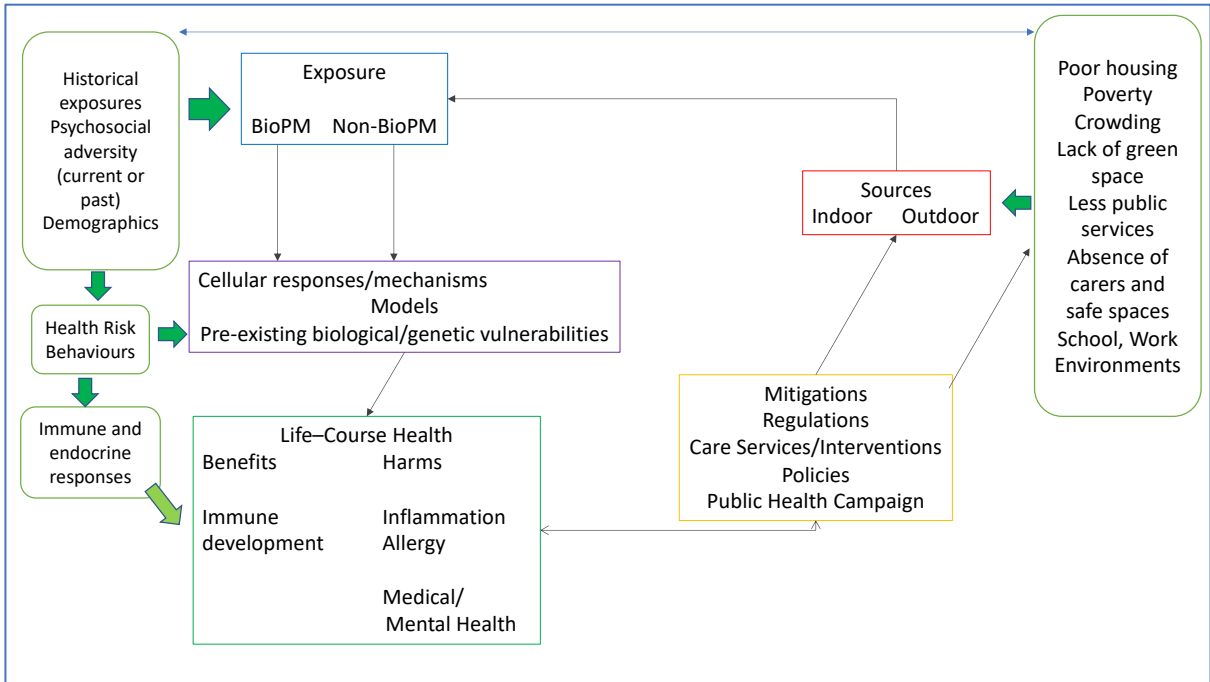 Historical
exposures
Psychosocial
adversity
(current or
past)
Demographics
Health Risk
Behaviours
Immune and
endocrine
responses
Exposure
BioPM Non-BioPM
Cellular responses/mechanisms
Models
Pre-existing biological/genetic vulnerabilities
Life–Course Health
Benefits Harms
Immune Inflammation
development Allergy
Medical/
Mental Health
Sources
Indoor Outdoor
Mitigations
Regulations
Care Services/Interventions
Policies
Public Health Campaign
Poor housing
Poverty
Crowding
Lack of green
space
Less public
services
Absence of
carers and
safe spaces
School, Work
Environments